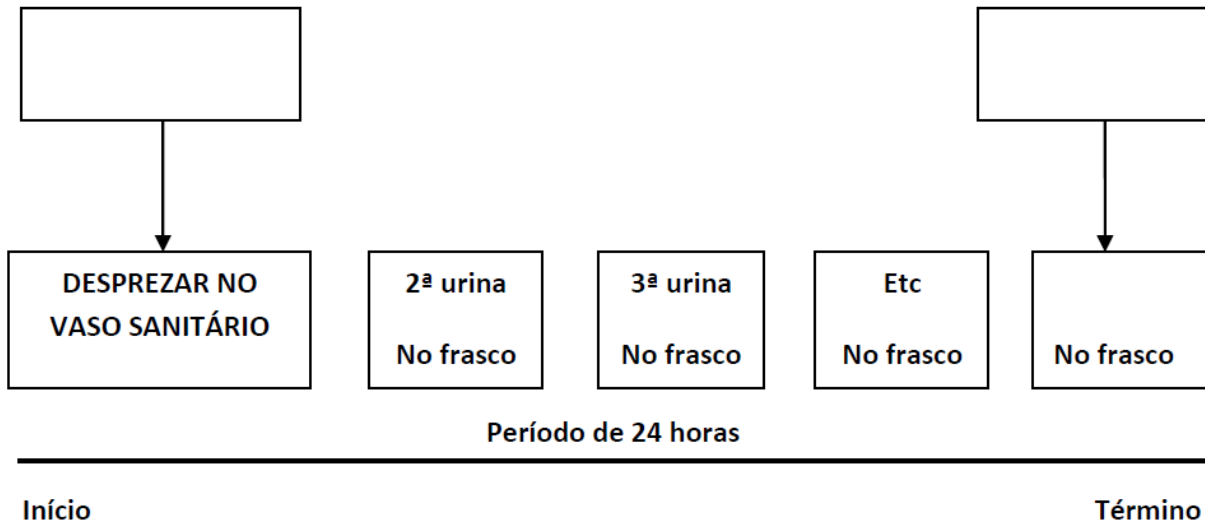 DESPREZAR NO
VASO SANITÁRIO
2ª urina
No frasco
3ª urina
No frasco
Etc
No frasco
No frasco
Período de 24 horas
Início
Término